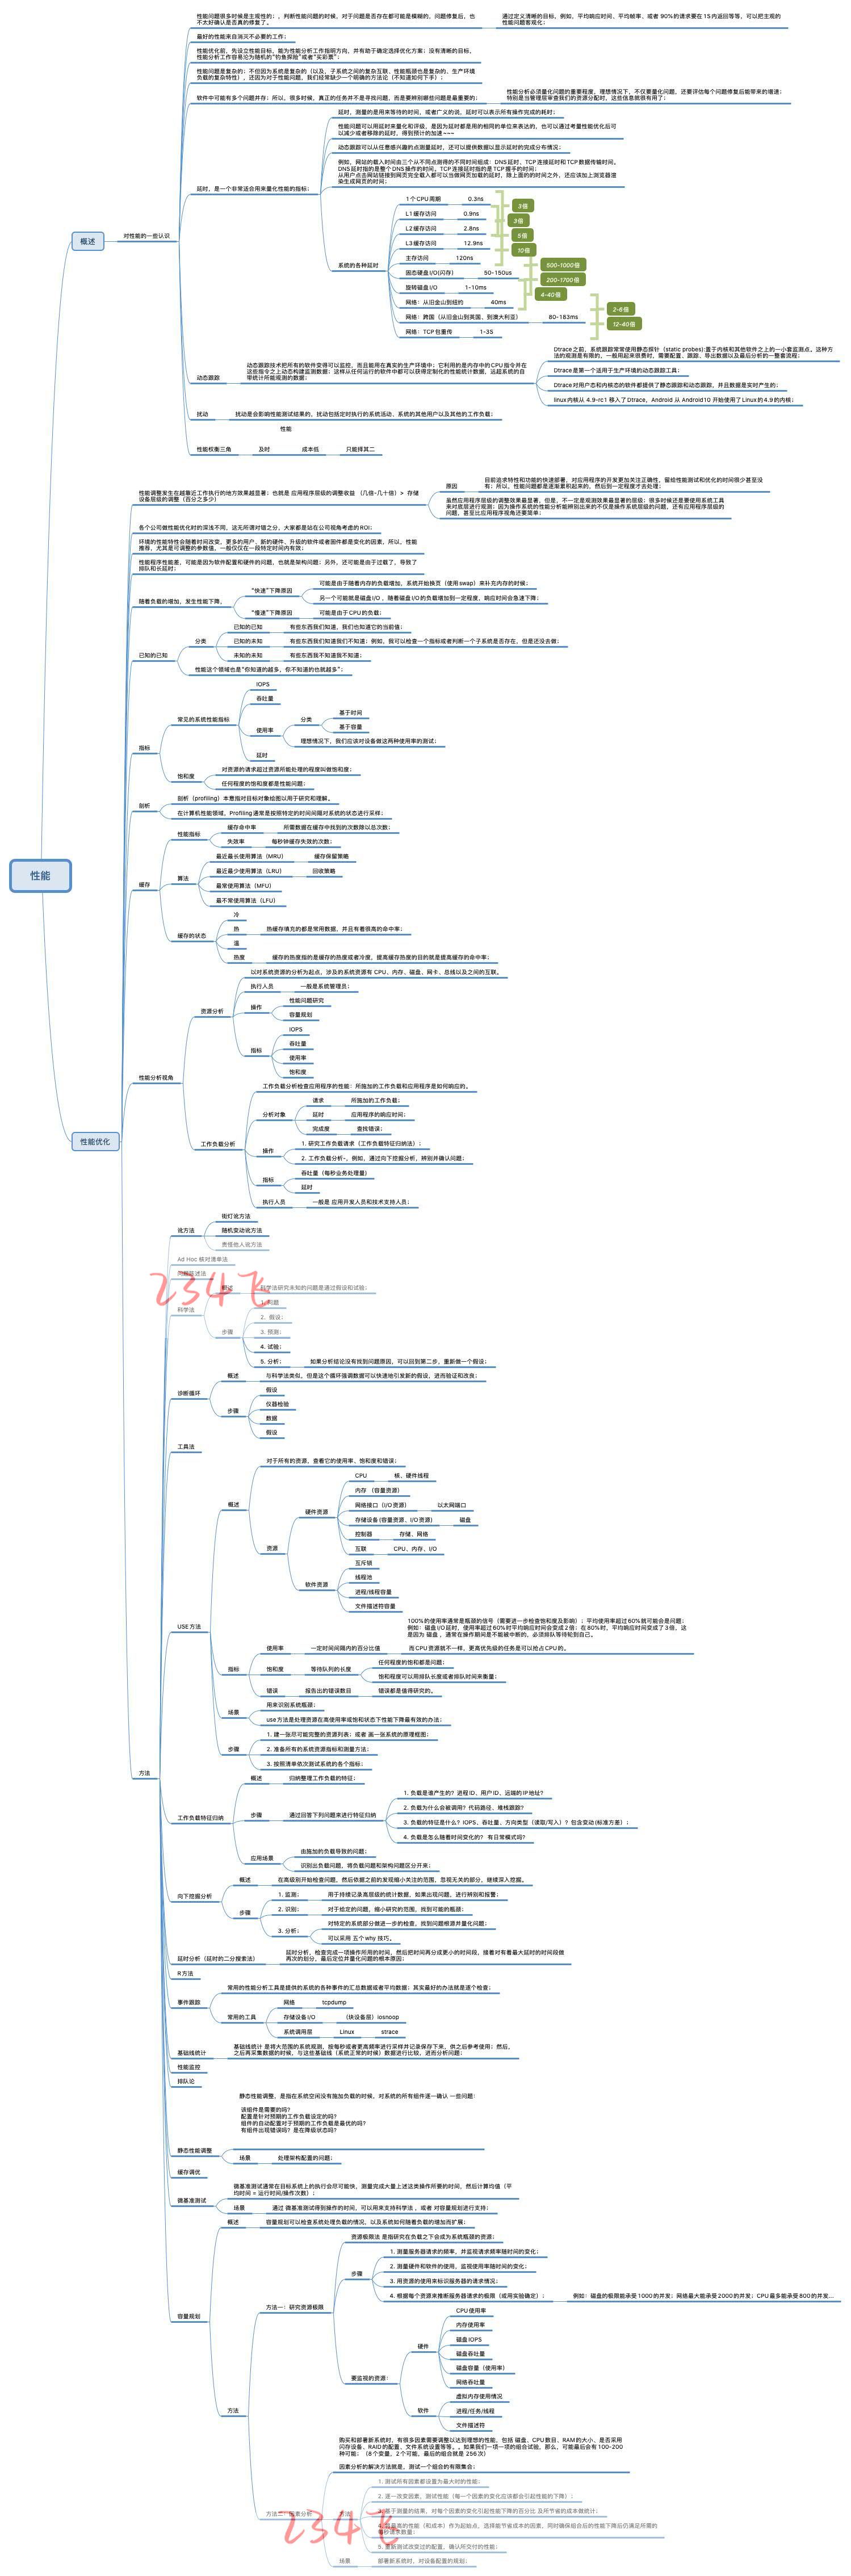 性能
概述
对性能的一些认识
性能问题很多时候是主观性的；，判断性能问题的时候，对于问题是否存在都可能是模糊的，问题修复后，也
不太好确认是否真的修复了。
通过定义清晰的目标，例如，平均响应时间、平均帧率、或者 90%的请求要在15内返回等等，可以把主观的
性能问题客观化；
最好的性能来自消灭不必要的工作；
性能优化前，先设立性能目标，能为性能分析工作指明方向，并有助于确定选择优化方案；没有清晰的目标，
性能分析工作容易沦为随机的“钓鱼探险”或者“买彩票”；
性能问题是复杂的；不但因为系统是复杂的（以及，子系统之间的复杂互联、性能瓶颈也是复杂的、生产环境
负载的复杂特性），还因为对于性能问题，我们经常缺少一个明确的方法论（不知道如何下手）；
软件中可能有多个问题并存；所以，很多时候，真正的任务并不是寻找问题，而是要辨别哪些问题是最重要的；
性能分析必须量化问题的重要程度，理想情况下，不仅要量化问题，还要评估每个问题修复后能带来的增速；
特别是当管理层审查我们的资源分配时，这些信息就很有用了；
延时，是一个非常适合用来量化性能的指标；
延时，测量的是用来等待的时间，或者广义的说，延时可以表示所有操作完成的耗时；
性能问题可以用延时来量化和评级，是因为延时都是用的相同的单位来表达的，也可以通过考量性能优化后可
以减少或者移除的延时，得到预计的加速~~~
动态跟踪可以从任意感兴趣的点测量延时，还可以提供数据以显示延时的完成分布情况；
例如，网站的载入时间由三个从不同点测得的不同时间组成：DNS延时、TCP连接延时和TCP数据传输时间。
DNS延时指的是整个DNS操作的时间，TCP连接延时指的是TCP握手的时间；
从用户点击网站链接到网页完全载入都可以当做网页加载的延时，除上面的的时间之外，还应该加上浏览器渲
染生成网页的时间；
系统的各种延时
1个CPU周期 0.3ns
L1缓存访问 0.9ns
L2缓存访问 2.8ns
L3缓存访问 12.9ns
主存访问 120ns
固态硬盘I/O(闪存) 50-150us
旋转磁盘I/O 1-10ms
网络：从旧金山到纽约 40ms
网络：跨国（从旧金山到英国、到澳大利亚） 80-183ms
网络：TCP包重传 1-35
3倍
3倍
5倍
10倍
500-1000倍
200-1700倍
4-40倍
2-6倍
12-40倍
动态跟踪
动态跟踪技术把所有的软件变得可以监控，而且能用在真实的生产环境中；它利用的是内存中的CPU指令并在
这些指令之上动态构建监测数据；这样从任何运行的软件中都可以获得定制化的性能统计数据，远超系统的自
带统计所能观测的数据；
Dtrace之前，系统跟踪常常使用静态探针（static probes):置于内核和其他软件之上的一小套监测点。这种方
法的观测是有限的，一般用起来很费时，需要配置、跟踪、导出数据以及最后分析的一整套流程；
Dtrace是第一个适用于生产环境的动态跟踪工具；
Dtrace对用户态和内核态的软件都提供了静态跟踪和动态跟踪，并且数据是实时产生的；
linux内核从 4.9-rc1 移入了Dtrace，Android 从 Android10 开始使用了Linux的4.9的内核；
扰动
扰动是会影响性能测试结果的，扰动包括定时执行的系统活动、系统的其他用户以及其他的工作负载；
性能权衡三角
性能
及时 成本低 只能择其二
性能优化
性能调整发生在越靠近工作执行的地方效果越显著；也就是 应用程序层级的调整收益 （几倍~几十倍）> 存储
设备层级的调整（百分之多少）
原因
目前追求特性和功能的快速部署，对应用程序的开发更加关注正确性，留给性能测试和优化的时间很少甚至没
有；所以，性能问题都是逐渐累积起来的，然后到一定程度才去处理；
虽然应用程序层级的调整效果最显著，但是，不一定是观测效果最显著的层级；很多时候还是要使用系统工具
来对底层进行观测；因为操作系统的性能分析能辨别出来的不仅是操作系统层级的问题，还有应用程序层级的
问题，甚至比应用程序视角还要简单；
各个公司做性能优化时的深浅不同，这无所谓对错之分，大家都是站在公司视角考虑的ROI；
环境的性能特性会随着时间改变，更多的用户、新的硬件、升级的软件或者固件都是变化的因素，所以，性能
推荐，尤其是可调整的参数值，一般仅仅在一段特定时间内有效；
性能程序性能差，可能是因为软件配置和硬件的问题，也就是架构问题；另外，还可能是由于过载了，导致了
排队和长延时；
随着负载的增加，发生性能下降，
“快速”下降原因
可能是由于随着内存的负载增加，系统开始换页（使用swap）来补充内存的时候；
另一个可能就是磁盘I/O ，随着磁盘I/O的负载增加到一定程度，响应时间会急速下降；
“慢速”下降原因 可能是由于CPU的负载；
已知的已知
分类
已知的已知 有些东西我们知道，我们也知道它的当前值；
已知的未知 有些东西我们知道我们不知道；例如，我可以检查一个指标或者判断一个子系统是否存在，但是还没去做；
未知的未知 有些东西我不知道我不知道；
性能这个领域也是“你知道的越多，你不知道的也就越多”；
指标
常见的系统性能指标
IOPS
吞吐量
使用率
分类
基于时间
基于容量
理想情况下，我们应该对设备做这两种使用率的测试；
延时
饱和度
对资源的请求超过资源所能处理的程度叫做饱和度；
任何程度的饱和都是性能问题；
剖析
剖析（profiling）本意指对目标对象绘图以用于研究和理解。
在计算机性能领域，Profiling通常是按照特定的时间间隔对系统的状态进行采样；
缓存
性能指标
缓存命中率 所需数据在缓存中找到的次数除以总次数；
失效率 每秒钟缓存失效的次数；
算法
最近最长使用算法（MRU） 缓存保留策略
最近最少使用算法（LRU） 回收策略
最常使用算法（MFU）
最不常使用算法（LFU）
缓存的状态
冷
热 热缓存填充的都是常用数据，并且有着很高的命中率；
温
热度 缓存的热度指的是缓存的热度或者冷度，提高缓存热度的目的就是提高缓存的命中率；
性能分析视角
资源分析
以对系统资源的分析为起点，涉及的系统资源有 CPU、内存、磁盘、网卡、总线以及之间的互联。
执行人员 一般是系统管理员；
操作
性能问题研究
容量规划
指标
IOPS
吞吐量
使用率
饱和度
工作负载分析
工作负载分析检查应用程序的性能：所施加的工作负载和应用程序是如何响应的。
分析对象
请求 所施加的工作负载；
延时 应用程序的响应时间；
完成度 查找错误；
操作
1. 研究工作负载请求（工作负载特征归纳法）；
2. 工作负载分析-，例如，通过向下挖掘分析，辨别并确认问题；
指标
吞吐量（每秒业务处理量）
延时
执行人员 一般是 应用开发人员和技术支持人员；
方法
讹方法
街灯讹方法
随机变动讹方法
责怪他人讹方法
Ad Hoc 核对清单法
234飞
科学法
科学法研究未知的问题是通过假设和试验；
步骤
2. 假设；
3. 预测；
4. 试验；
5. 分析； 如果分析结论没有找到问题原因，可以回到第二步，重新做一个假设；
诊断循环
概述 与科学法类似，但是这个循环强调数据可以快速地引发新的假设，进而验证和改良；
步骤
假设
仪器检验
数据
假设
工具法
USE方法
概述
对于所有的资源，查看它的使用率、饱和度和错误；
资源
硬件资源
CPU 核、硬件线程
内存 （容量资源）
网络接口（I/O资源） 以太网端口
存储设备(容量资源、I/O资源) 磁盘
控制器 存储、网络
互联 CPU、内存、I/O
软件资源
互斥锁
线程池
进程/线程容量
文件描述符容量
指标
使用率 一定时间间隔内的百分比值
100%的使用率通常是瓶颈的信号（需要进一步检查饱和度及影响）；平均使用率超过60%就可能会是问题；
例如：磁盘I/O延时，使用率超过60%时平均响应时间会变成2倍；在80%时，平均响应时间变成了3倍，这
是因为 磁盘 ，通常在操作期间是不能被中断的，必须排队等待轮到自己。
而CPU资源就不一样，更高优先级的任务是可以抢占CPU的。
饱和度 等待队列的长度
任何程度的饱和都是问题；
饱和程度可以用排队长度或者排队时间来衡量；
错误 报告出的错误数目 错误都是值得研究的。
场景
用来识别系统瓶颈；
use方法是处理资源在高使用率或饱和状态下性能下降最有效的办法；
步骤
1. 建一张尽可能完整的资源列表；或者 画一张系统的原理框图；
2. 准备所有的系统资源指标和测量方法；
3. 按照清单依次测试系统的各个指标；
工作负载特征归纳
概述 归纳整理工作负载的特征；
步骤 通过回答下列问题来进行特征归纳
1. 负载是谁产生的？进程ID、用户ID、远端的IP地址？
2. 负载为什么会被调用？代码路径、堆栈跟踪？
3. 负载的特征是什么？IOPS、吞吐量、方向类型（读取/写入）？包含变动(标准方差)；
4. 负载是怎么随着时间变化的？ 有日常模式吗？
应用场景
由施加的负载导致的问题；
识别出负载问题，将负载问题和架构问题区分开来；
向下挖掘分析
概述 在高级别开始检查问题，然后依据之前的发现缩小关注的范围，忽视无关的部分，继续深入挖掘。
步骤
1. 监测； 用于持续记录高层级的统计数据，如果出现问题，进行辨别和报警；
2. 识别； 对于给定的问题，缩小研究的范围，找到可能的瓶颈；
3. 分析；
对特定的系统部分做进一步的检查，找到问题根源并量化问题；
可以采用 五个why 技巧。
延时分析（延时的二分搜索法）
延时分析，检查完成一项操作所用的时间，然后把时间再分成更小的时间段，接着对有着最大延时的时间段做
再次的划分，最后定位并量化问题的根本原因；
R方法
事件跟踪
常用的性能分析工具是提供的系统的各种事件的汇总数据或者平均数据；其实最好的办法就是逐个检查；
常用的工具
网络 tcpdump
存储设备I/O （块设备层）iosnoop
系统调用层 Linux strace
基础线统计
基础线统计 是将大范围的系统观测，按每秒或者更高频率进行采样并记录保存下来，供之后参考使用；然后，
之后再采集数据的时候，与这些基础线（系统正常的时候）数据进行比较，进而分析问题；
性能监控
排队论
静态性能调整
静态性能调整，是指在系统空闲没有施加负载的时候，对系统的所有组件逐一确认 一些问题：
该组件是需要的吗？
配置是针对预期的工作负载设定的吗？
组件的自动配置对于预期的工作负载是最优的吗？
有组件出现错误吗？是在降级状态吗？
场景 处理架构配置的问题；
缓存调优
微基准测试
微基准测试通常在目标系统上的执行会尽可能快，测量完成大量上述这类操作所要的时间，然后计算均值（平
均时间 = 运行时间/操作次数）；
场景 通过 微基准测试得到操作的时间，可以用来支持科学法 ，或者 对容量规划进行支持；
容量规划
概述 容量规划可以检查系统处理负载的情况，以及系统如何随着负载的增加而扩展；
方法
方法一：研究资源极限
资源极限法 是指研究在负载之下会成为系统瓶颈的资源；
步骤
1. 测量服务器请求的频率，并监视请求频率随时间的变化；
2. 测量硬件和软件的使用，监视使用率随时间的变化；
3. 用资源的使用来标识服务器的请求情况；
4. 根据每个资源来推断服务器请求的极限（或用实验确定）；
例如：磁盘的极限能承受1000的并发；网络最大能承受2000的并发；CPU最多能承受800的并发...
要监视的资源：
硬件
CPU使用率
内存使用率
磁盘IOPS
磁盘吞吐量
磁盘容量（使用率）
网络吞吐量
软件
虚拟内存使用情况
进程/任务/线程
文件描述符
方法二：因素分析
购买和部署新系统时，有很多因素需要调整以达到理想的性能，包括 磁盘、CPU数目、RAM的大小、是否采用
闪存设备、RAID的配置、文件系统设置等等。。如果我们一项一项的组合试验，那么，可能最后会有100-200
种可能；（8个变量，2个可能，最后的组合就是 256次）
因素分析的解决方法就是，测试一个组合的有限集合；
方法
1. 测试所有因素都设置为最大时的性能；
2. 逐一改变因素，测试性能（每一个因素的变化应该都会引起性能的下降）；
3. 基于测量的结果，对每个因素的变化引起性能下降的百分比 及所节省的成本做统计；
最高的性能（和成本）作为起始点，选择能节省成本的因素，同时确保组合后的性能下降后仍满足所需的
每秒请求数量；
5. 重新测试改变过的配置，确认所交付的性能；
234飞
场景 部署新系统时，对设备配置的规划；